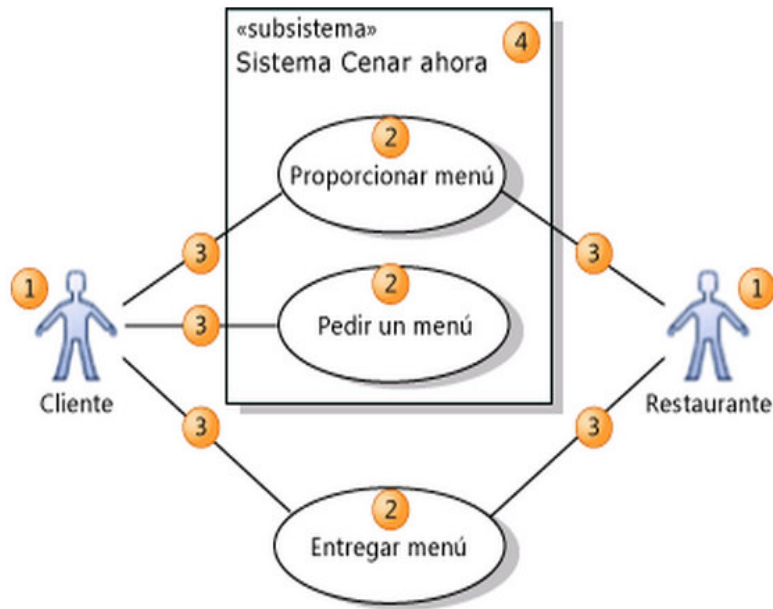 «subsistema»
4
Sistema Cenar ahora
2
Proporcionar menú
3
3
1
1
2
3
Pedir un menú
Cliente
Restaurante
3
3
2
Entregar menú